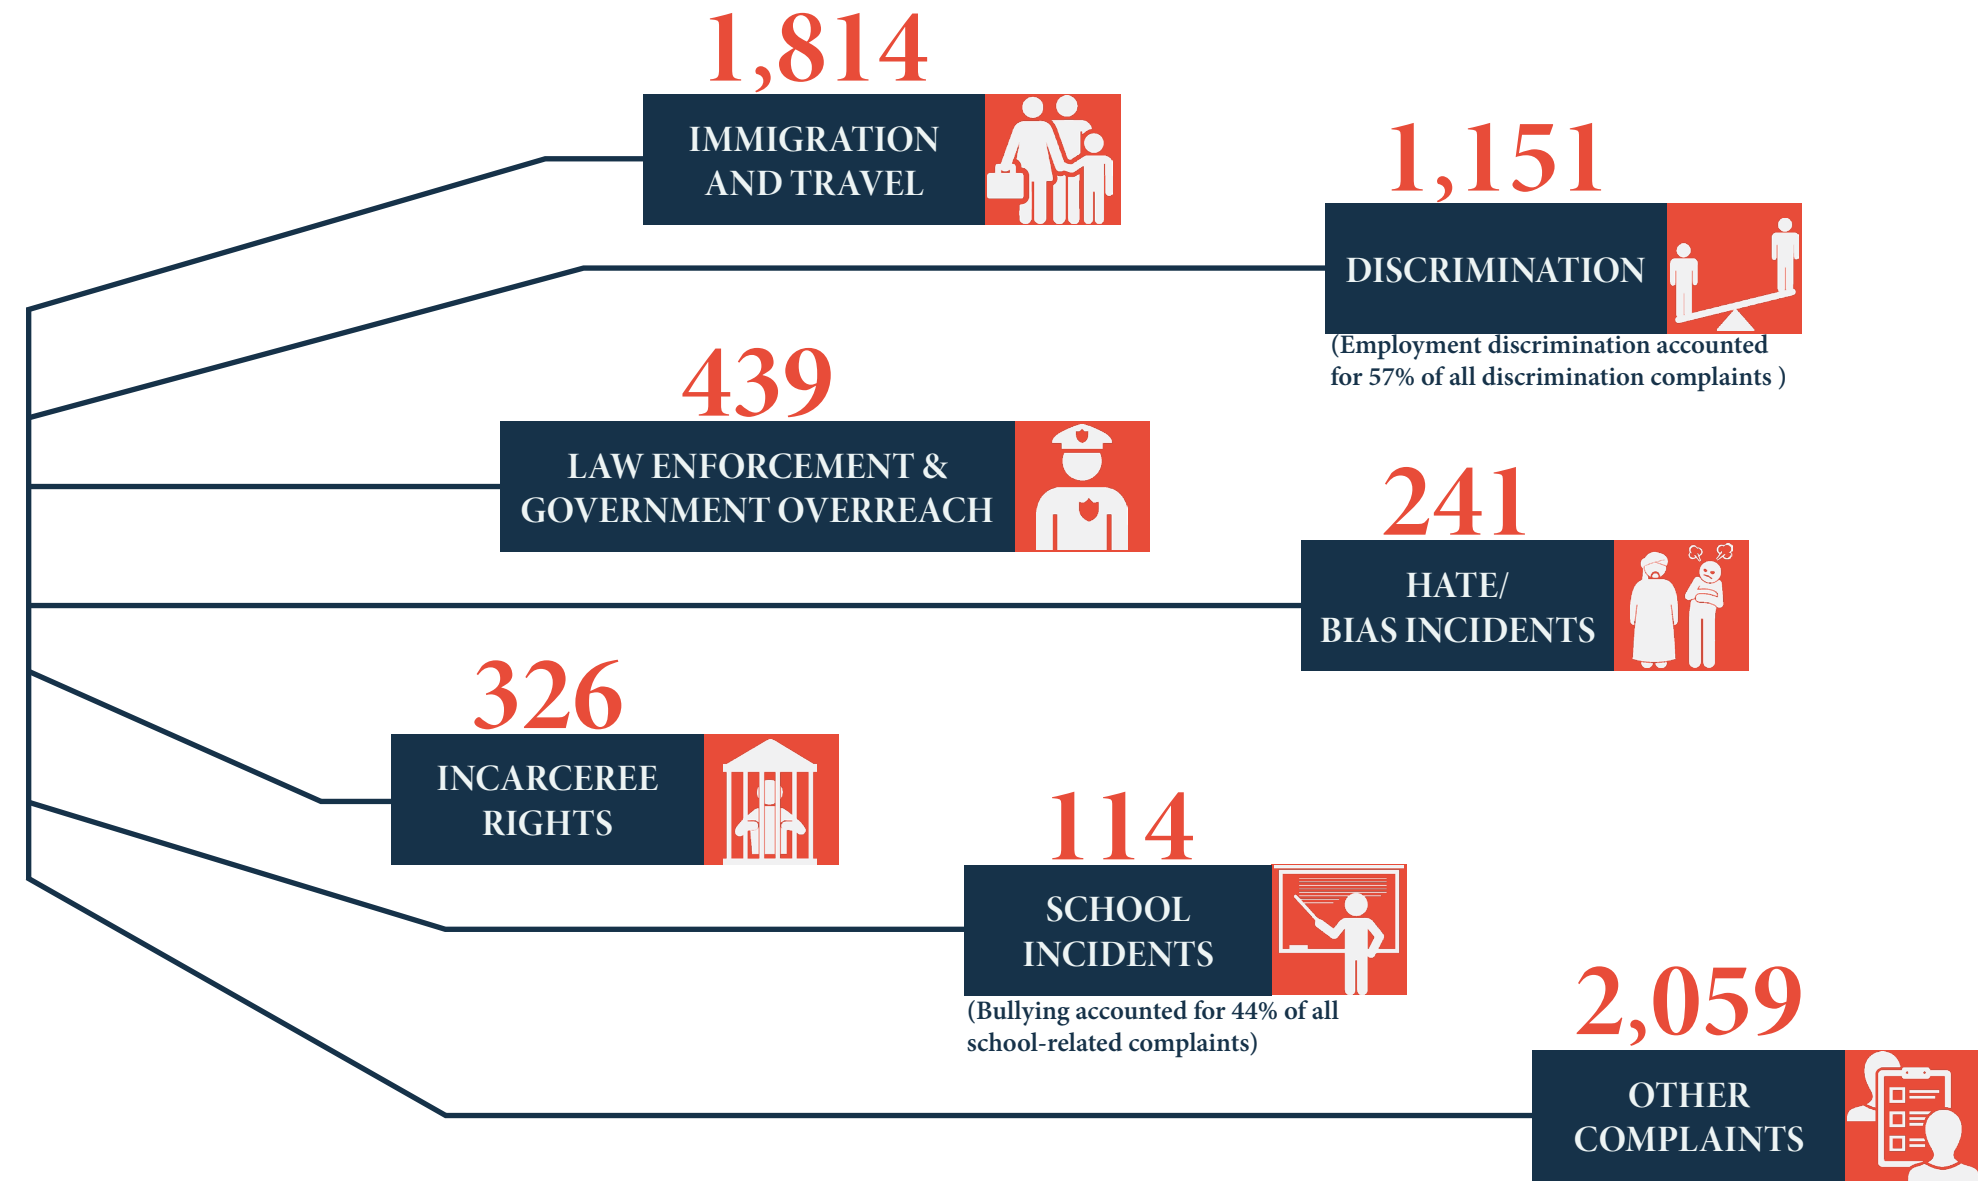 1,814
IMMIGRATION
AND TRAVEL
1,151
DISCRIMINATION
(Employment discrimination accounted
for 57% of all discrimination complaints )
439
LAW ENFORCEMENT &
GOVERNMENT OVERREACH
241
HATE/
BIAS INCIDENTS
326
INCARCEREE
RIGHTS
114
SCHOOL
INCIDENTS
(Bullying accounted for 44% of all
school-related complaints)
2,059
OTHER
COMPLAINTS